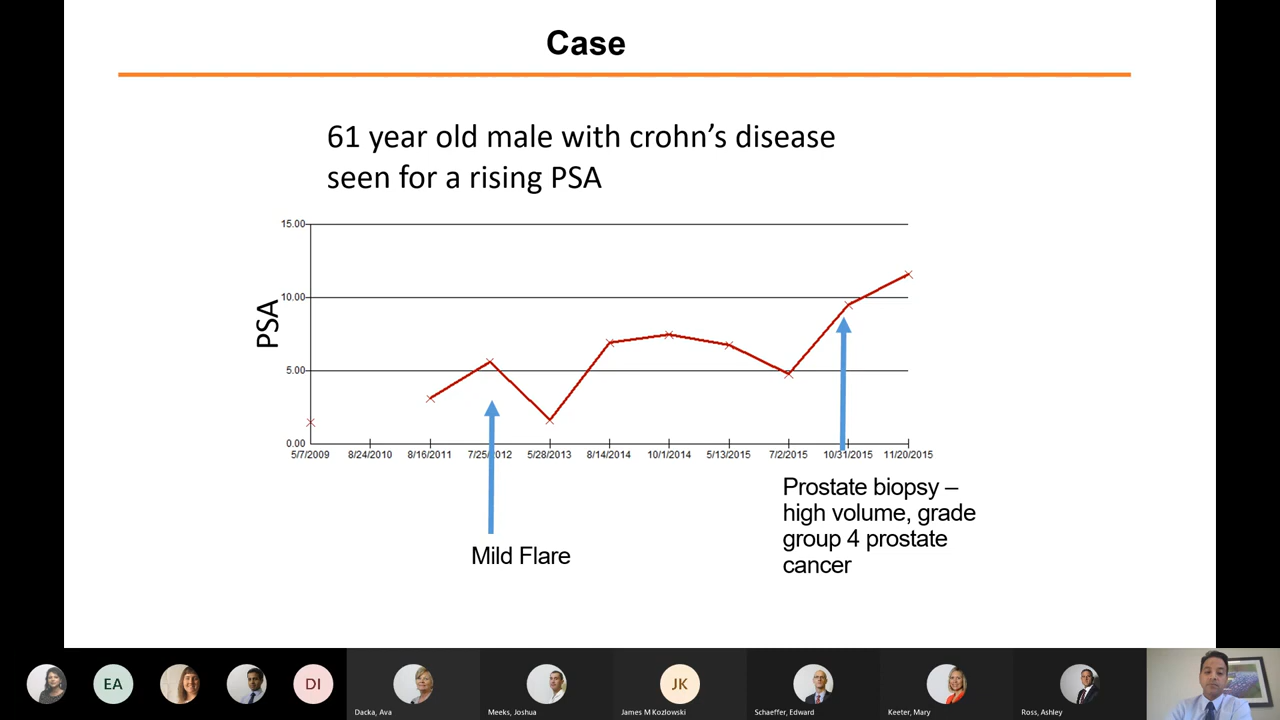 Case
61 year old male with crohn's disease
seen for a rising PSA
PSA
15.00
10.00
5.00
0.00
5/7/2009 8/24/2010 8/16/2011 7/25/2012 5/28/2013 8/14/2014 10/1/2014 5/13/2015 7/2/2015 10/31/2015 11/20/2015
Mild Flare
Prostate biopsy –
high volume, grade
group 4 prostate
cancer
EA
DI
JK
Dacka, Ava
Meeks, Joshua
James M Kozlowski
Schaeffer, Edward
Keeter, Mary
Ross, Ashley